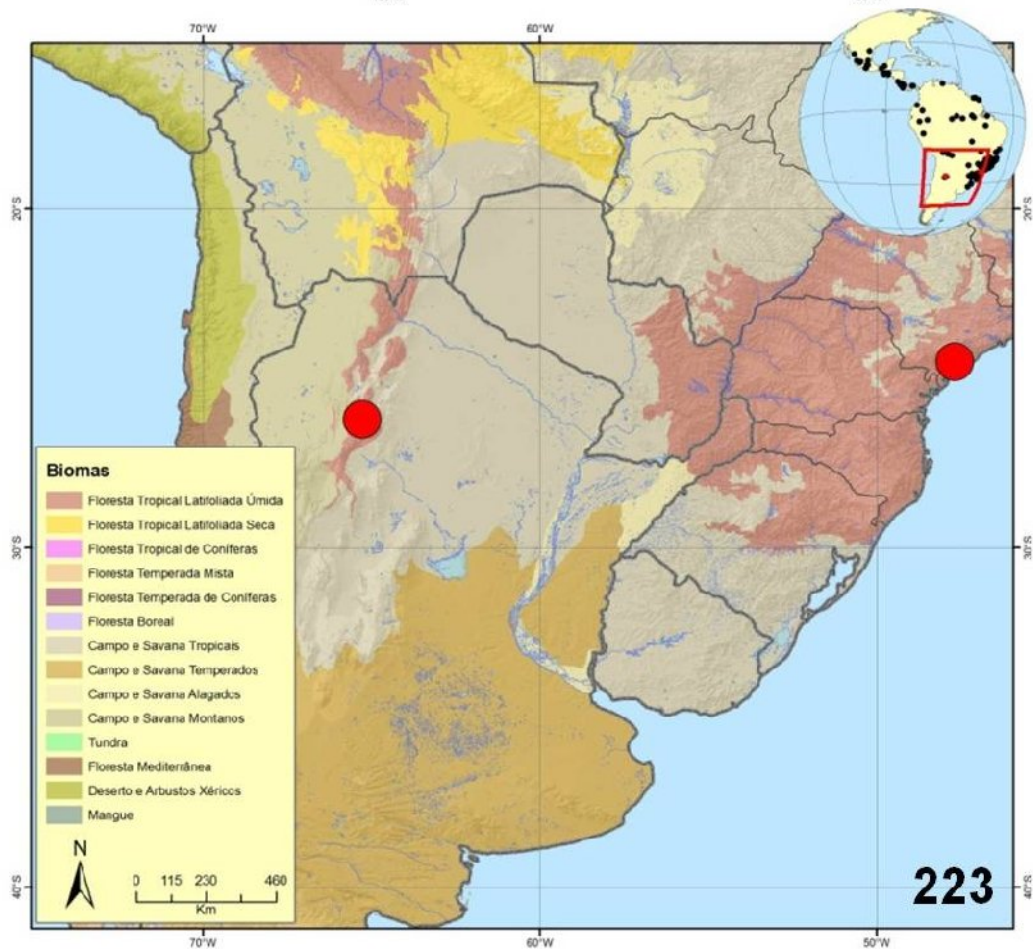 70°W 60°W
20°S 20°S
Biomas
Floresta Tropical Latifoliada Úmida
Floresta Tropical Latifoliada Seca
Floresta Tropical de Coníferas
Floresta Temperada Mista
Floresta Temperada de Coníferas
Floresta Boreal
Campo e Savana Tropicais
Campo e Savana Temperados
Campo e Savana Alagados
Campo e Savana Montanos
Tundra
Floresta Mediterrânea
Deserto e Arbustos Xéricos
Mangue
N
0 115 230 460
Km
30°S
40°S 40°S
223
70°W 60°W 50°W